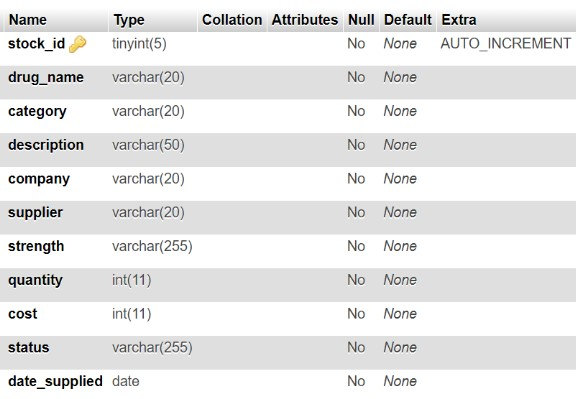 Name Type Collation Attributes Null Default Extra
stock_id tinyint(5) No None AUTO_INCREMENT
drug_name varchar(20) No None
category varchar(20) No None
description varchar(50) No None
company varchar(20) No None
supplier varchar(20) No None
strength varchar(255) No None
quantity int(11) No None
cost int(11) No None
status varchar(255) No None
date_supplied date No None